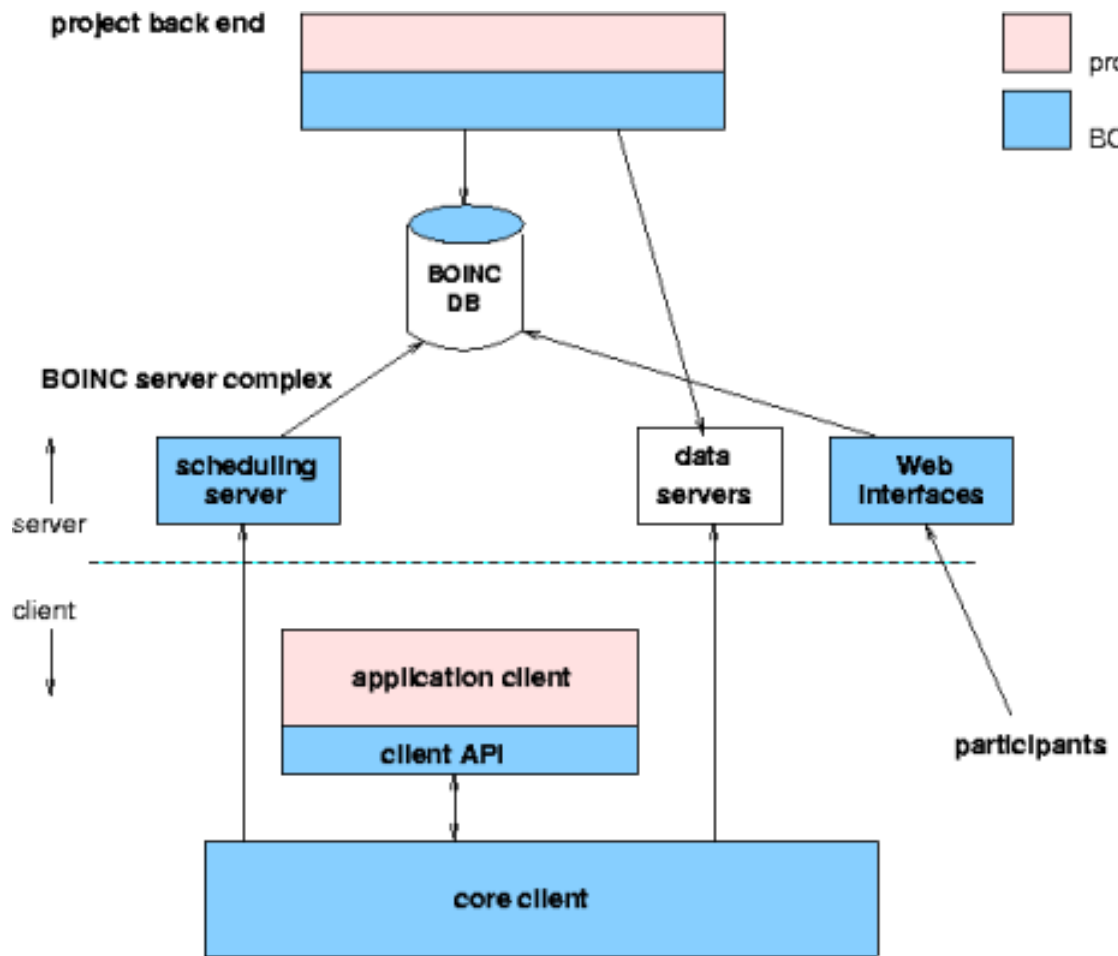 project back end
pro
BO
BOINC
DB
BOINC server complex
scheduling
server
data
servers
Web
Interfaces
server
client
application client
client API
participants
core client